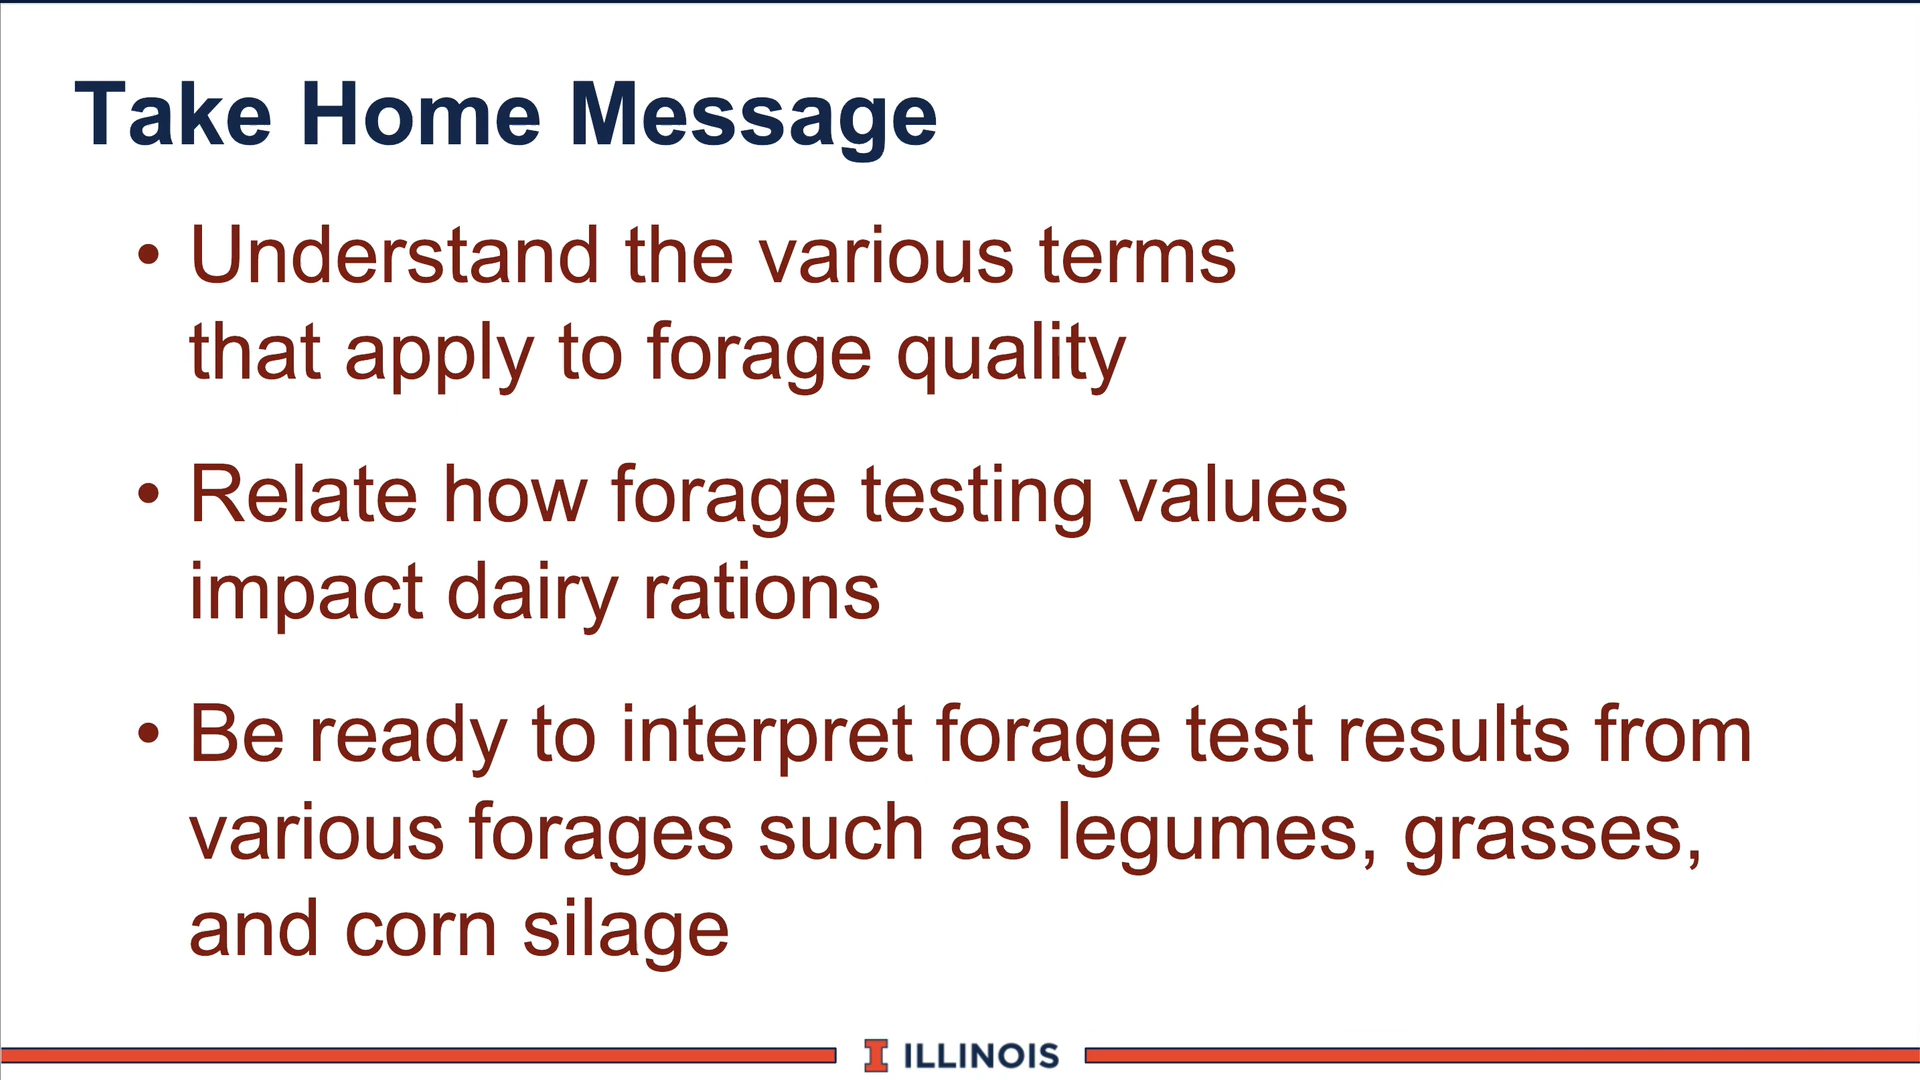 Take Home Message
• Understand the various terms
that apply to forage quality
• Relate how forage testing values
impact dairy rations
• Be ready to interpret forage test results from
various forages such as legumes, grasses,
and corn silage
I ILLINOIS